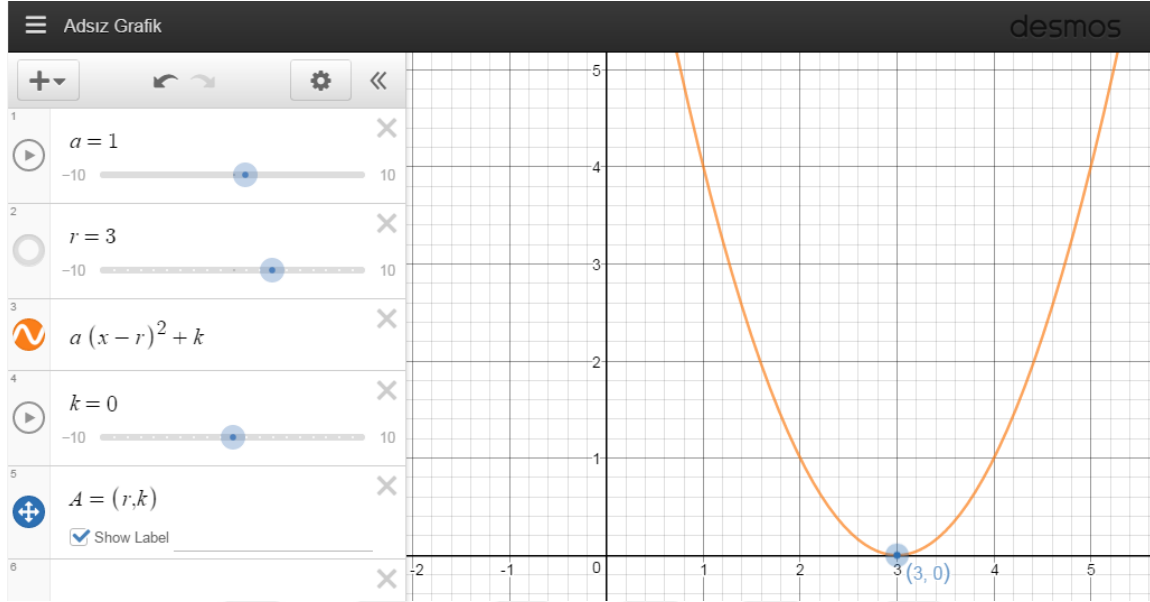 Adsız Grafik
desmos
1
a = 1
−10 10
2
r = 3
−10 10
3
a (x − r)² + k
4
k = 0
−10 10
5
A = (r,k)
Show Label
6
5
4
3
2
1
-2 -1 0 1 2 3 4 5
(3, 0)